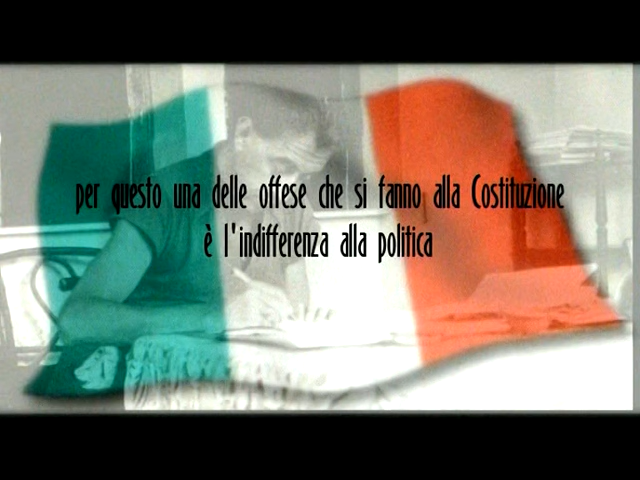 per questo una delle offese che si fanno alla Costituzione
è l'indifferenza alla politica